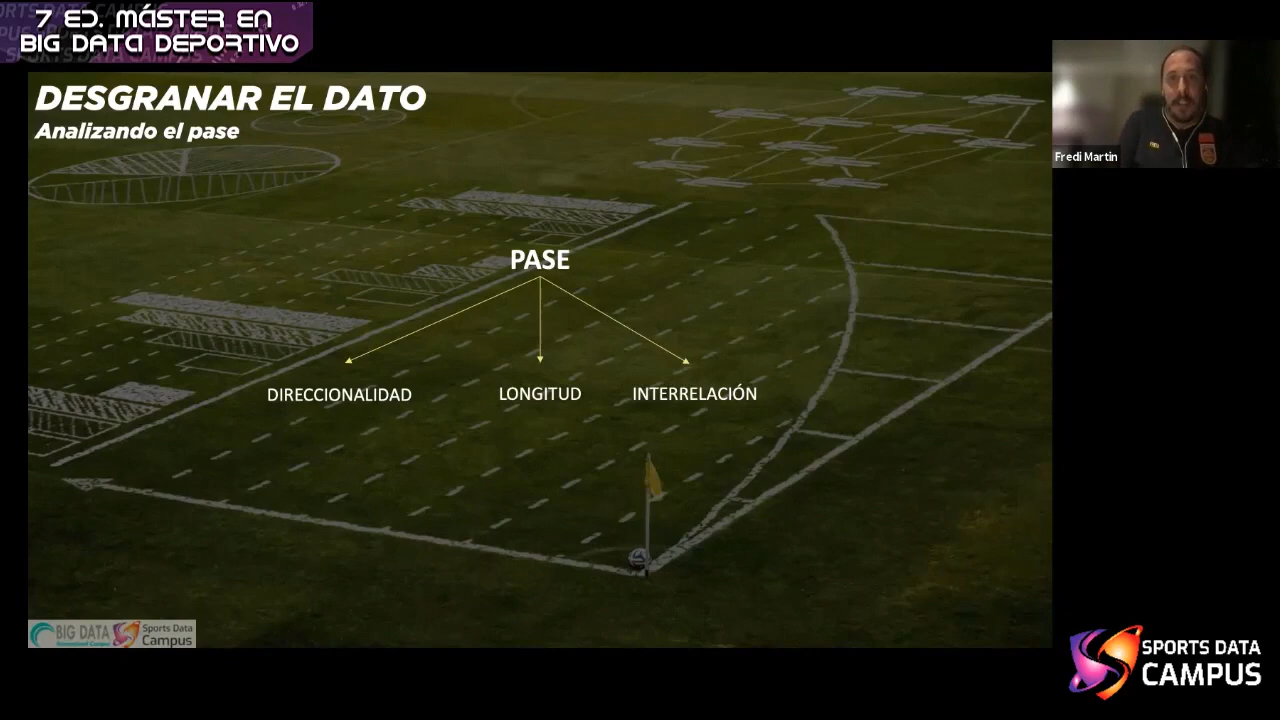 7 ED. MÁSTER EN
BIG DATA DEPORTIVO
DESGRANAR EL DATO
Analizando el pase
Fredi Martin
PASE
DIRECCIONALIDAD
LONGITUD
INTERRELACIÓN
BIG DATA
Sports Data
Campus
SPORTS DATA
CAMPUS